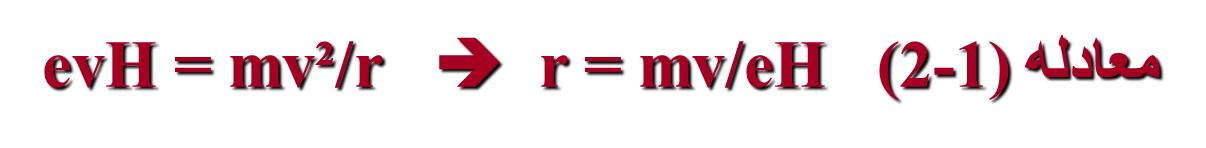 evH = mv²/r ➔ r = mv/eH (2-1) معادله